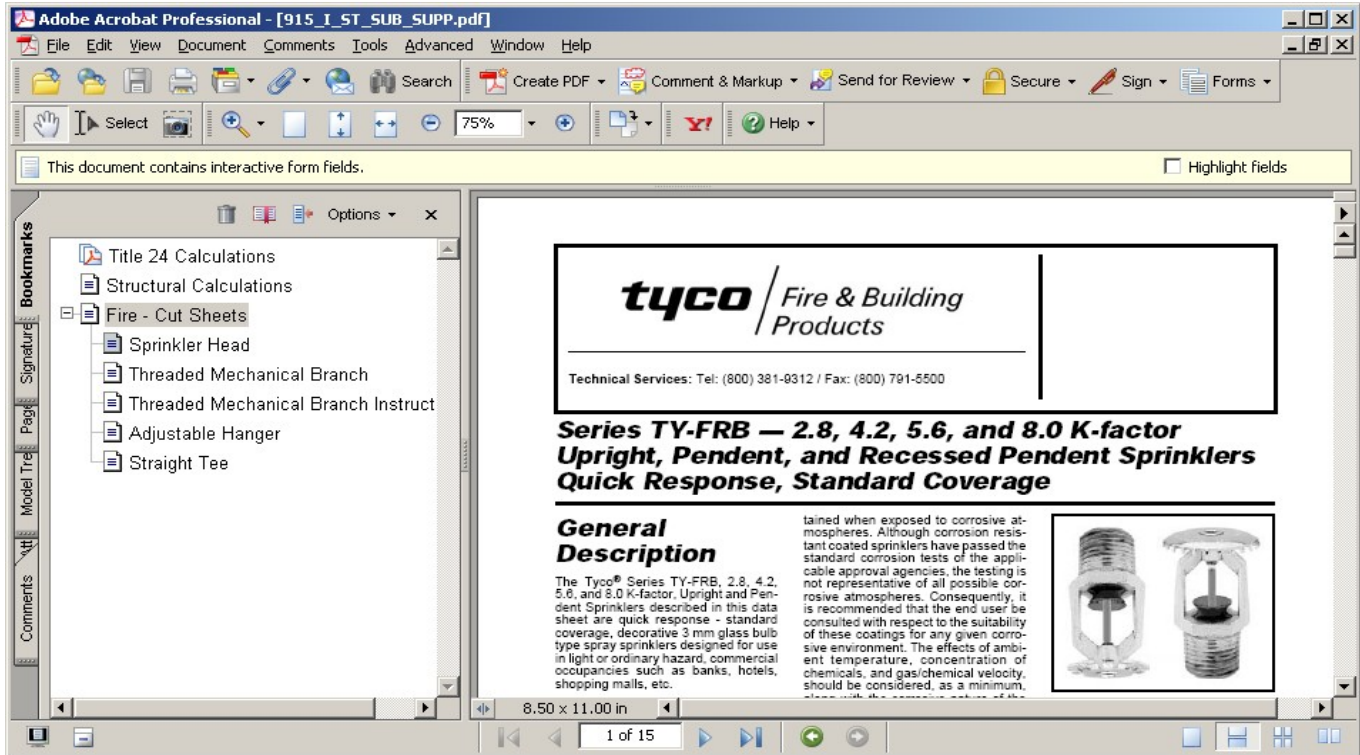 Adobe Acrobat Professional - [915_I_ST_SUB_SUPP.pdf]
File Edit View Document Comments Tools Advanced Window Help
Search Create PDF Comment & Markup Send for Review Secure Sign Forms
Select 75% Y! Help
This document contains interactive form fields. Highlight fields
Options
Bookmarks
Signature
Page
Model Tre
Att
Comments
Title 24 Calculations
Structural Calculations
Fire - Cut Sheets
Sprinkler Head
Threaded Mechanical Branch
Threaded Mechanical Branch Instruct
Adjustable Hanger
Straight Tee
tyco Fire & Building
Products
Technical Services: Tel: (800) 381-9312 / Fax: (800) 791-5500
Series TY-FRB — 2.8, 4.2, 5.6, and 8.0 K-factor
Upright, Pendent, and Recessed Pendent Sprinklers
Quick Response, Standard Coverage
General
Description
The Tyco® Series TY-FRB, 2.8, 4.2,
5.6, and 8.0 K-factor, Upright and Pen-
dent Sprinklers described in this data
sheet are quick response - standard
coverage, decorative 3 mm glass bulb
type spray sprinklers designed for use
in light or ordinary hazard, commercial
occupancies such as banks, hotels,
shopping malls, etc.
tained when exposed to corrosive at-
mospheres. Although corrosion resis-
tant coated sprinklers have passed the
standard corrosion tests of the appli-
cable approval agencies, the testing is
not representative of all possible cor-
rosive atmospheres. Consequently, it
is recommended that the end user be
consulted with respect to the suitability
of these coatings for any given corro-
sive environment. The effects of ambi-
ent temperature, concentration of
chemicals, and gas/chemical velocity,
should be considered, as a minimum,
along with the corrosive nature of the
8.50 x 11.00 in
1 of 15